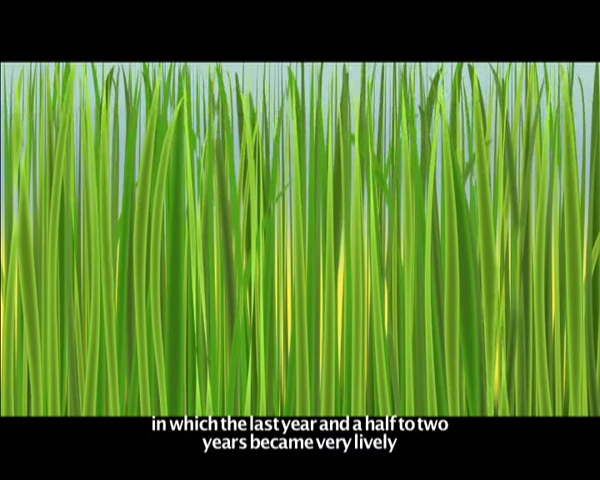 in which the last year and a half to two
years became very lively